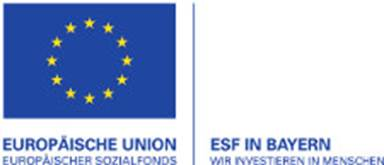 EUROPÄISCHE UNION
EUROPÄISCHER SOZIALFONDS
ESF IN BAYERN
WIR INVESTIEREN IN MENSCHEN